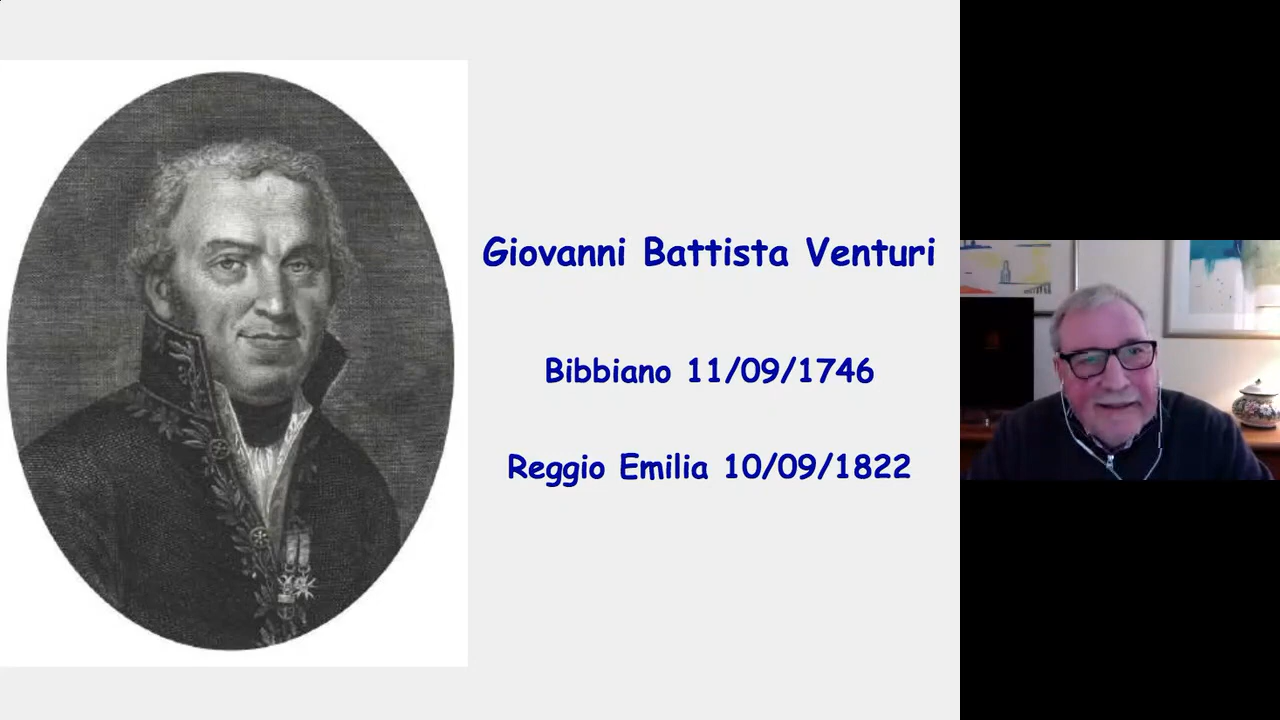 Giovanni Battista Venturi
Bibbiano 11/09/1746
Reggio Emilia 10/09/1822